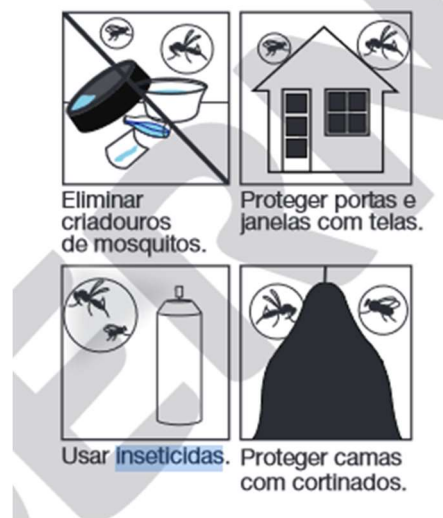 Eliminar
criadouros
de mosquitos.
Proteger portas e
janelas com telas.
Usar inseticidas.
Proteger camas
com cortinados.